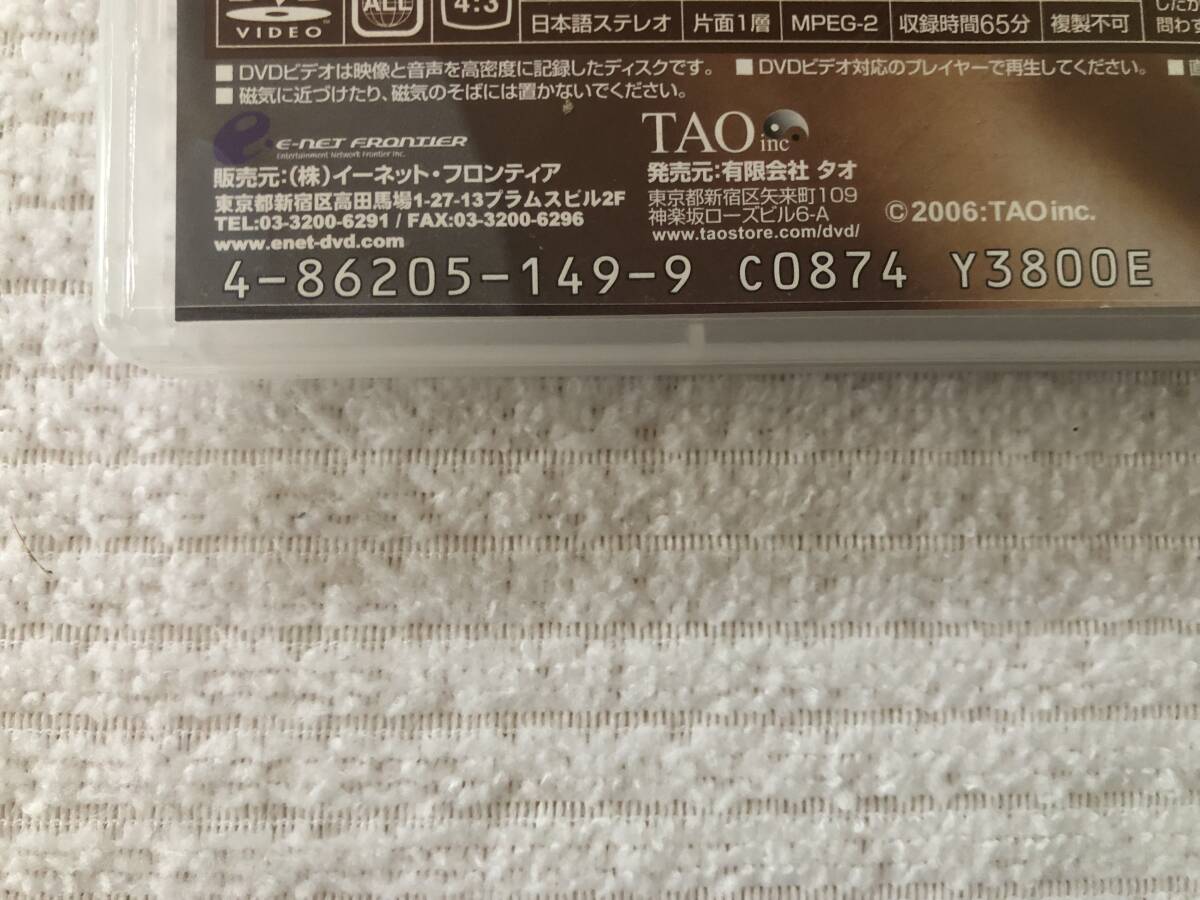 VIDEO
ALL
4:3
日本語ステレオ 片面1層 MPEG-2 収録時間65分 複製不可
問わず
■DVDビデオは映像と音声を高密度に記録したディスクです。 ■DVDビデオ対応のプレイヤーで再生してください。 ■
■磁気に近づけたり、磁気のそばには置かないでください。
e-net frontier
Entertainment Network Frontier Inc.
販売元:(株)イーネット・フロンティア
東京都新宿区高田馬場1-27-13プラムスビル2F
TEL:03-3200-6291 / FAX:03-3200-6296
www.enet-dvd.com
TAO inc
発売元:有限会社 タオ
東京都新宿区矢来町109
神楽坂ローズビル6-A
www.taostore.com/dvd/
©2006:TAOinc.
4-86205-149-9 C0874 Y3800E